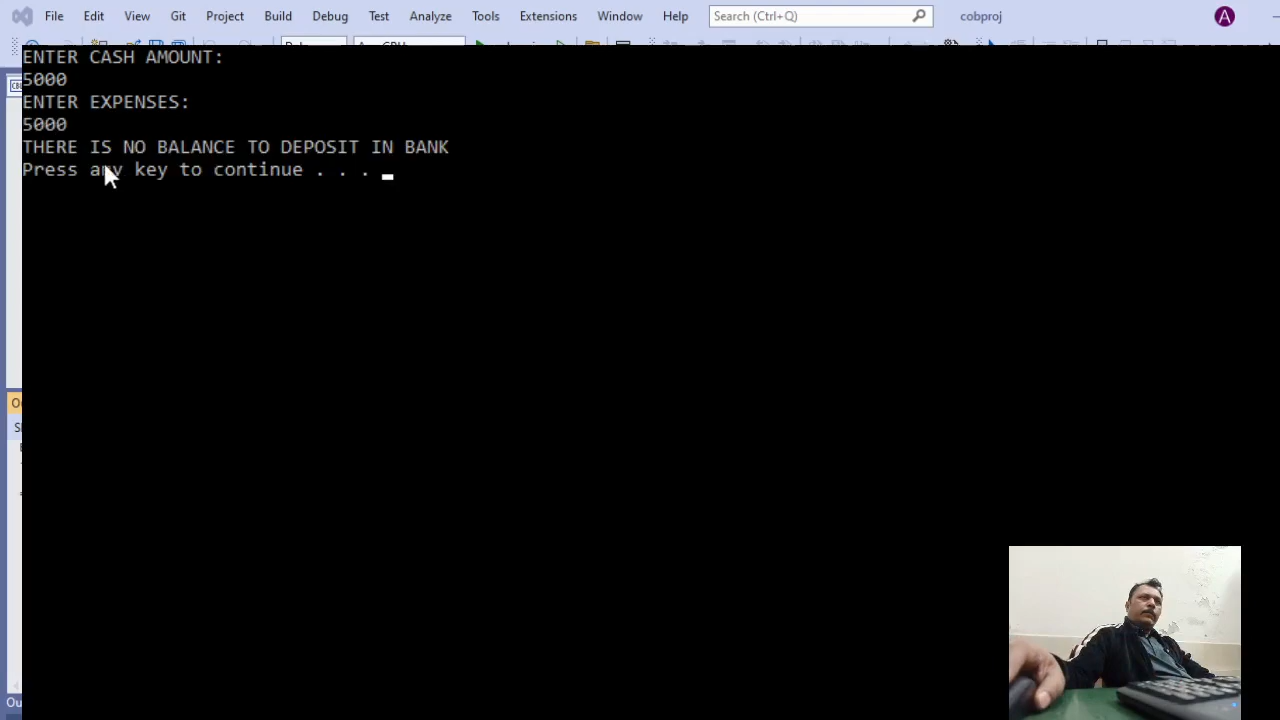 File Edit View Git Project Build Debug Test Analyze Tools Extensions Window Help Search (Ctrl+Q) cobproj A
ENTER CASH AMOUNT:
5000
ENTER EXPENSES:
5000
THERE IS NO BALANCE TO DEPOSIT IN BANK
Press any key to continue . . .
Ou